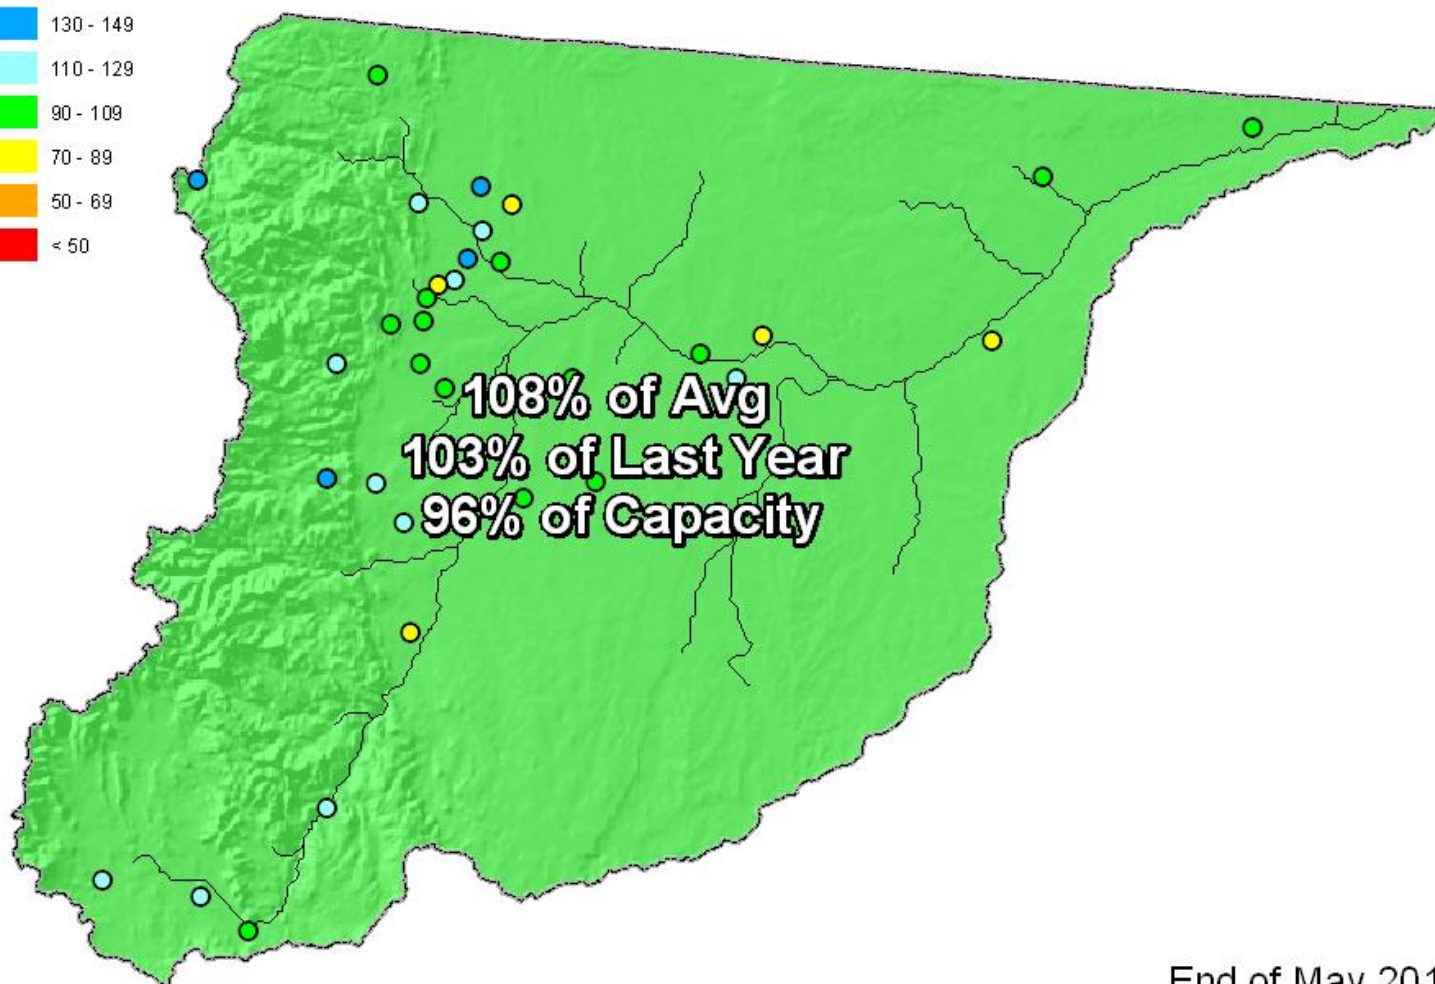 130 - 149
110 - 129
90 - 109
70 - 89
50 - 69
< 50
108% of Avg
103% of Last Year
96% of Capacity
End of May 201